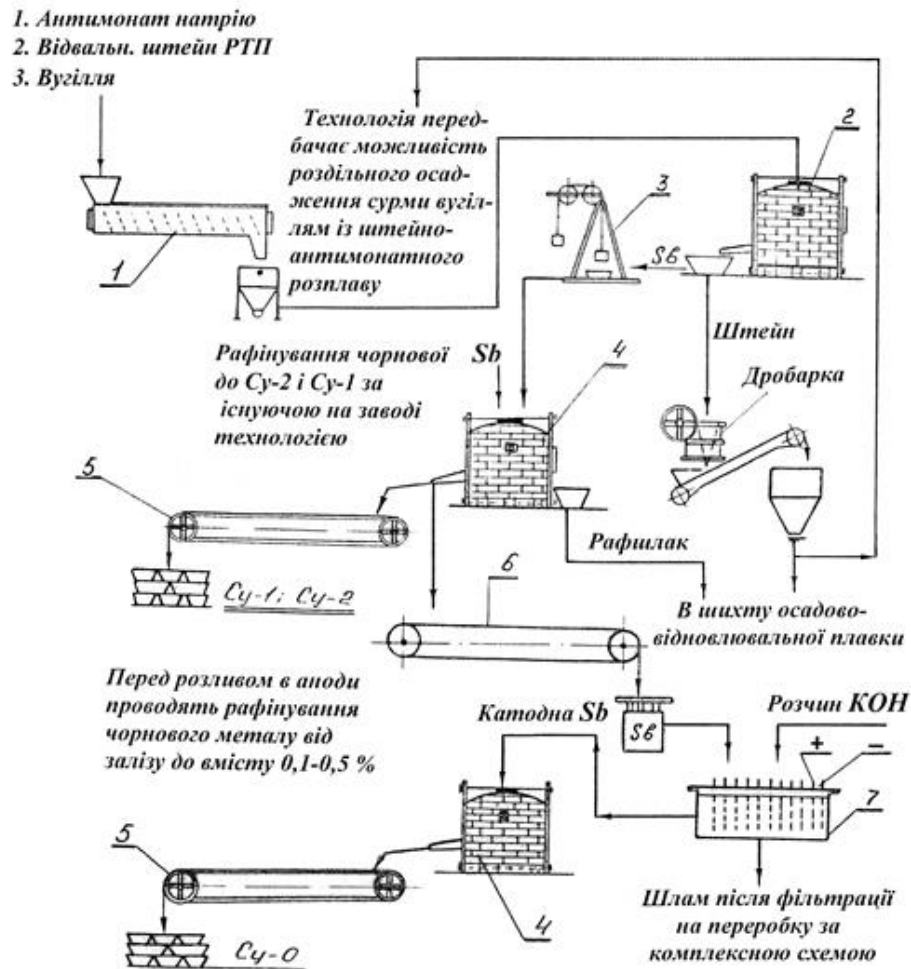 1. Антимонат натрію
2. Відвальн. штейн РТП
3. Вугілля
Технологія перед-
бачає можливість
роздільного осад-
ження сурми вугіл-
лям із штейно-
антимонатного
розплаву
1
2
3
Sb
Штейн
Дробарка
Рафінування чорнової
до Су-2 і Су-1 за
існуючою на заводі
технологією
Sb
4
5
Су-1; Су-2
Рафшлак
6
В шихту осадово-
відновлювальної плавки
Перед розливом в аноди
проводять рафінування
чорнового металу від
залізу до вмісту 0,1-0,5 %
Катодна Sb
Sb
Розчин КОН
+
−
7
5
4
Су-0
Шлам після фільтрації
на переробку за
комплексною схемою